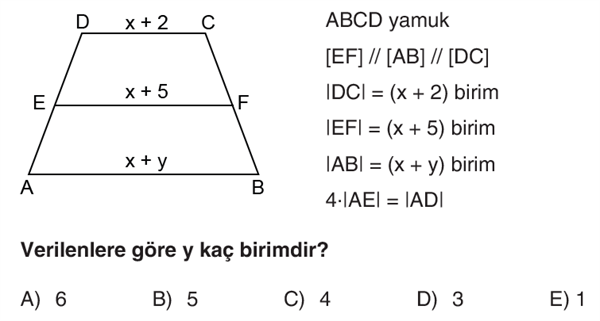 D x + 2 C
E x + 5 F
x + y
A B
ABCD yamuk
[EF] // [AB] // [DC]
|DC| = (x + 2) birim
|EF| = (x + 5) birim
|AB| = (x + y) birim
4·|AE| = |AD|
Verilenlere göre y kaç birimdir?
A) 6 B) 5 C) 4 D) 3 E) 1